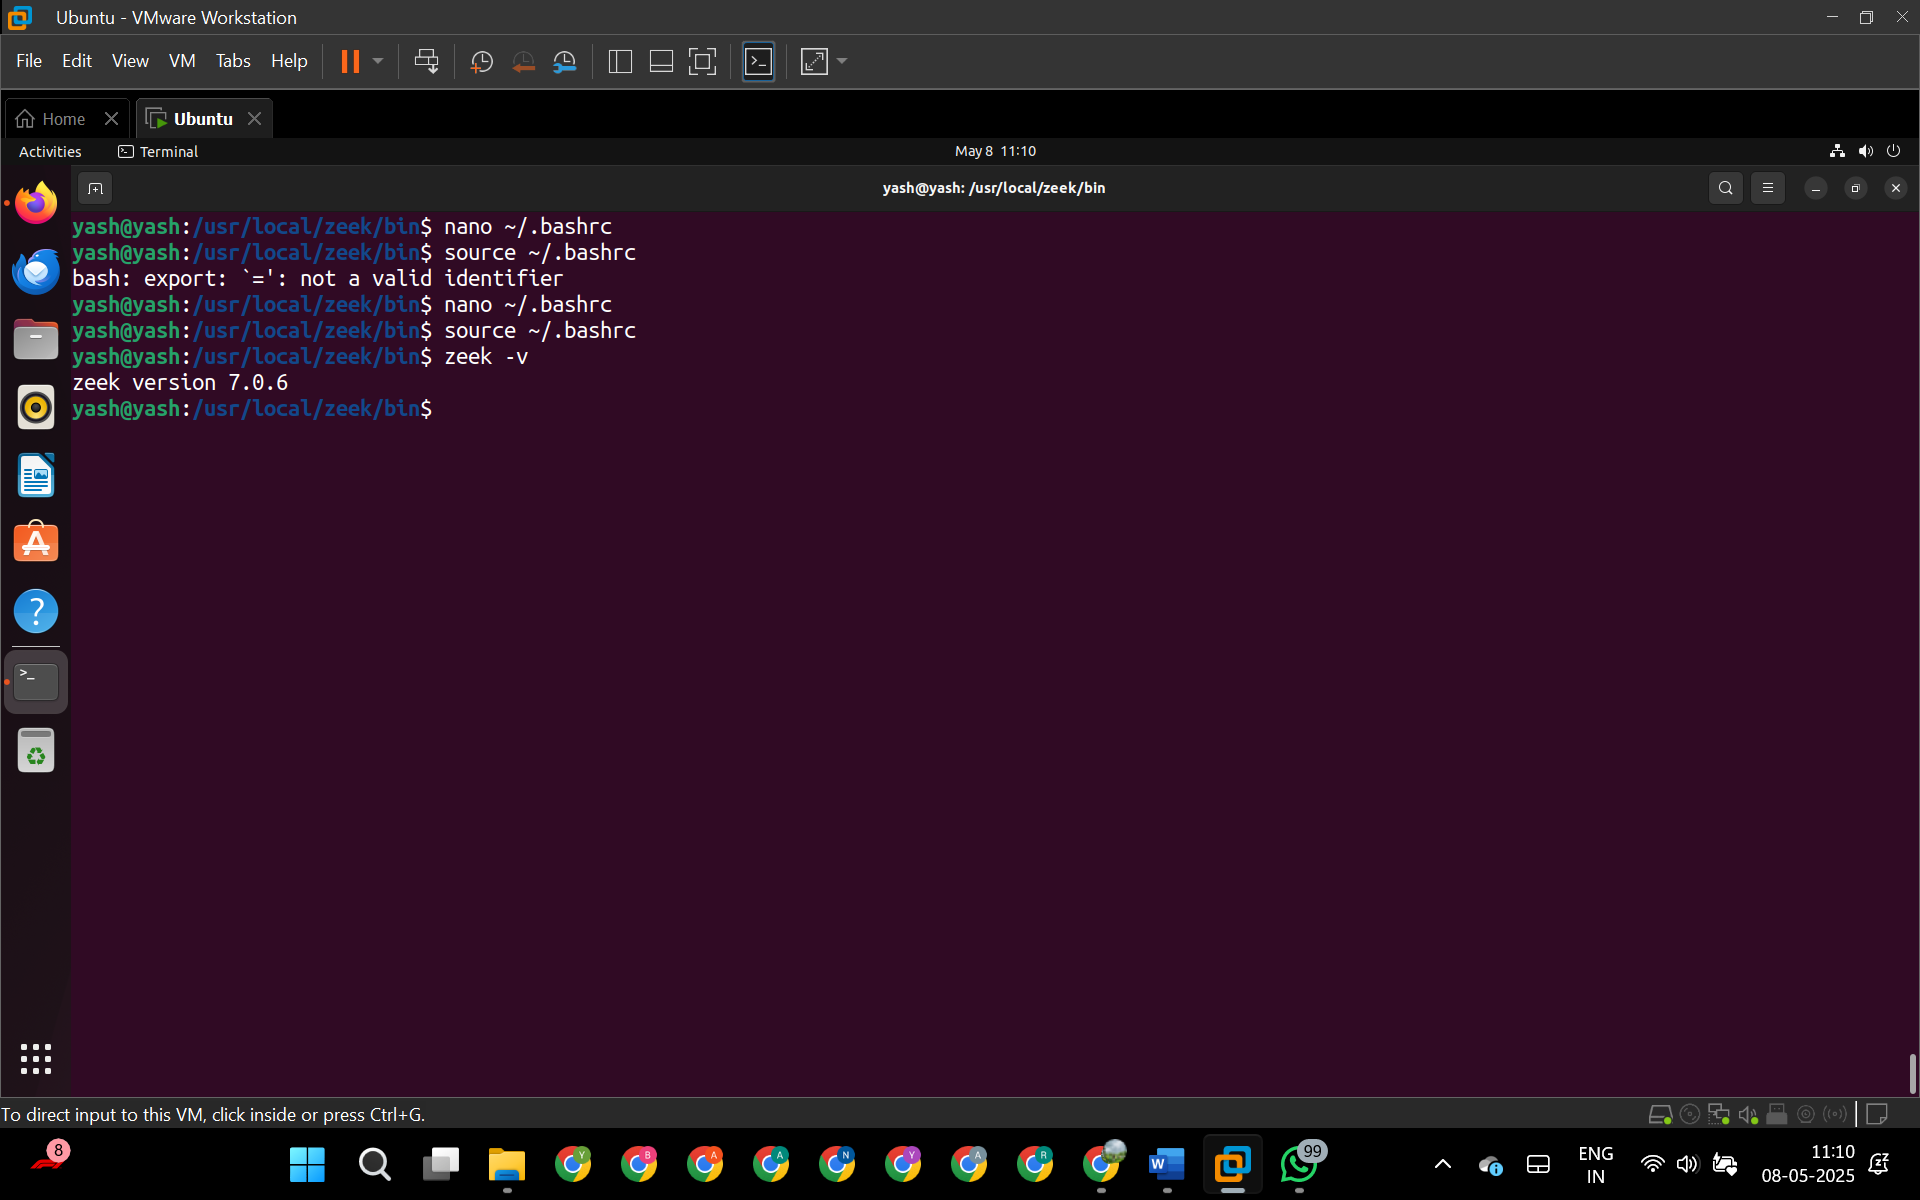 Ubuntu - VMware Workstation
File Edit View VM Tabs Help
Home
Ubuntu
Activities
Terminal
May 8 11:10
yash@yash: /usr/local/zeek/bin
yash@yash:/usr/local/zeek/bin$ nano ~/.bashrc
yash@yash:/usr/local/zeek/bin$ source ~/.bashrc
bash: export: `=': not a valid identifier
yash@yash:/usr/local/zeek/bin$ nano ~/.bashrc
yash@yash:/usr/local/zeek/bin$ source ~/.bashrc
yash@yash:/usr/local/zeek/bin$ zeek -v
zeek version 7.0.6
yash@yash:/usr/local/zeek/bin$
To direct input to this VM, click inside or press Ctrl+G.
8
Y
B
A
A
N
Y
A
R
W
99
ENG
IN
11:10
08-05-2025